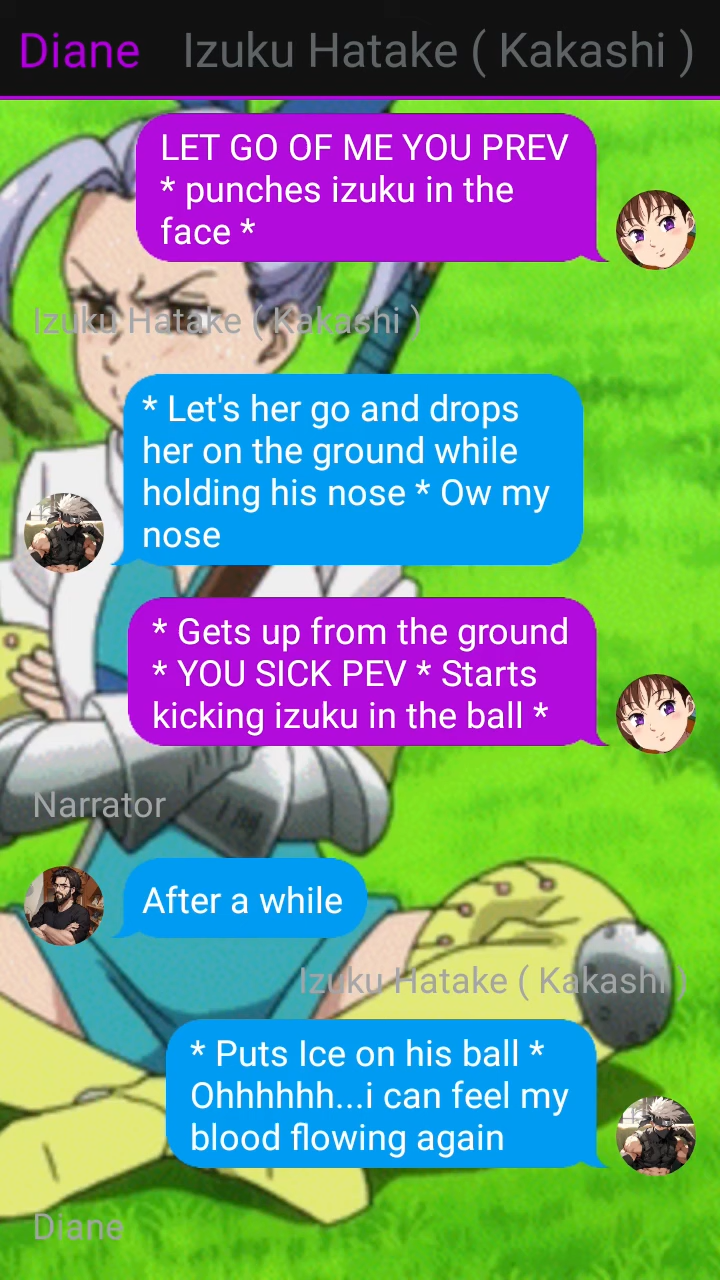 Diane Izuku Hatake ( Kakashi )
LET GO OF ME YOU PREV
* punches izuku in the
face *
Izuku Hatake ( Kakashi )
* Let's her go and drops
her on the ground while
holding his nose * Ow my
nose
* Gets up from the ground
* YOU SICK PEV * Starts
kicking izuku in the ball *
Narrator
After a while
Izuku Hatake ( Kakashi )
* Puts Ice on his ball *
Ohhhhhh...i can feel my
blood flowing again
Diane